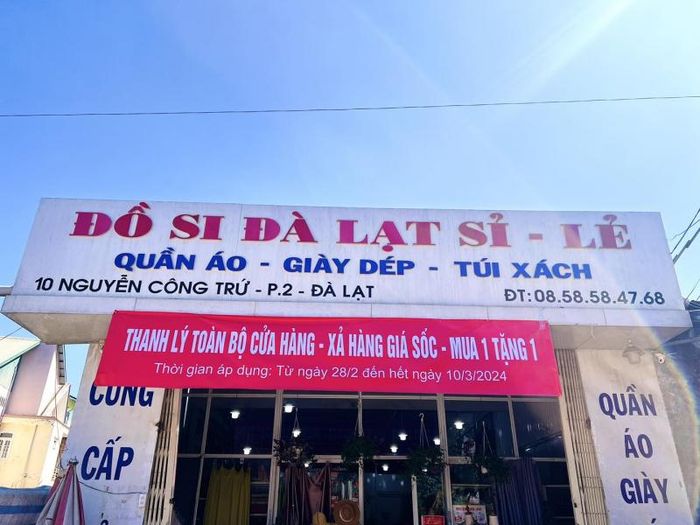 ĐỒ SI ĐÀ LẠT SỈ - LẺ
QUẦN ÁO - GIÀY DÉP - TÚI XÁCH
10 NGUYỄN CÔNG TRỨ - P.2 - ĐÀ LẠT
ĐT: 08.58.58.47.68
THANH LÝ TOÀN BỘ CỬA HÀNG - XẢ HÀNG GIÁ SỐC - MUA 1 TẶNG 1
Thời gian áp dụng: Từ ngày 28/2 đến hết ngày 10/3/2024
CUNG
CẤP
QUẦN
ÁO
GIÀY